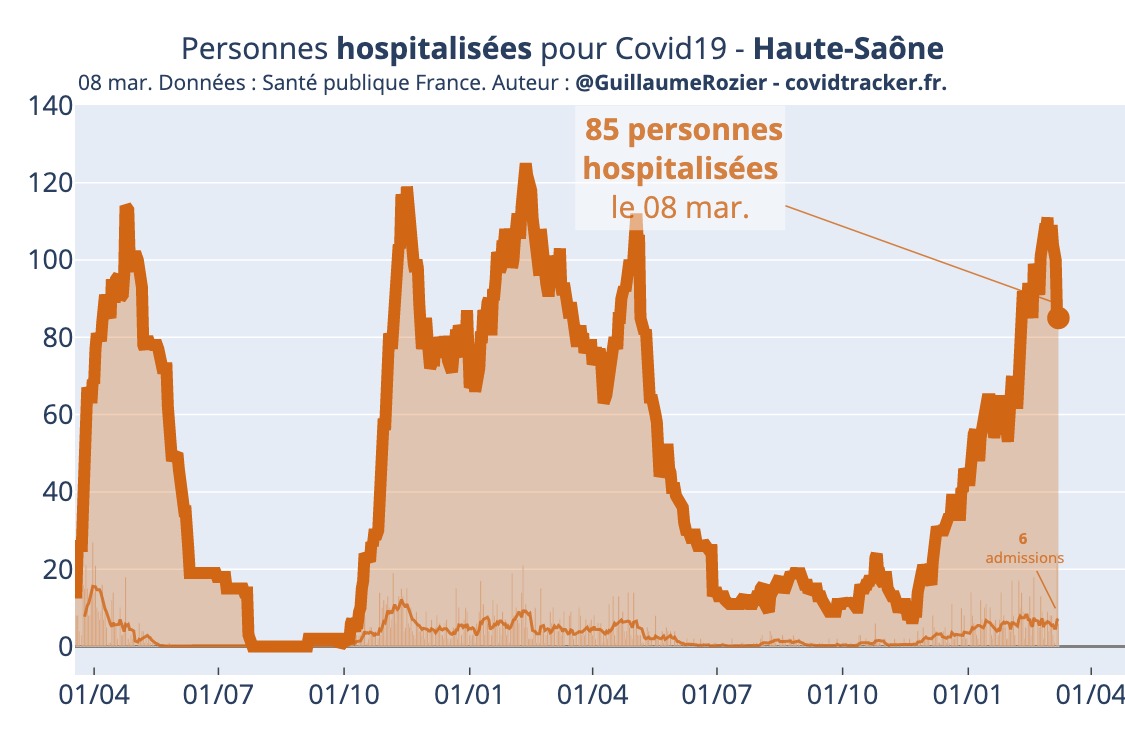 Personnes hospitalisées pour Covid19 - Haute-Saône
08 mar. Données : Santé publique France. Auteur : @GuillaumeRozier - covidtracker.fr.
140
120
100
80
60
40
20
0
85 personnes
hospitalisées
le 08 mar.
6
admissions
01/04 01/07 01/10 01/01 01/04 01/07 01/10 01/01 01/04